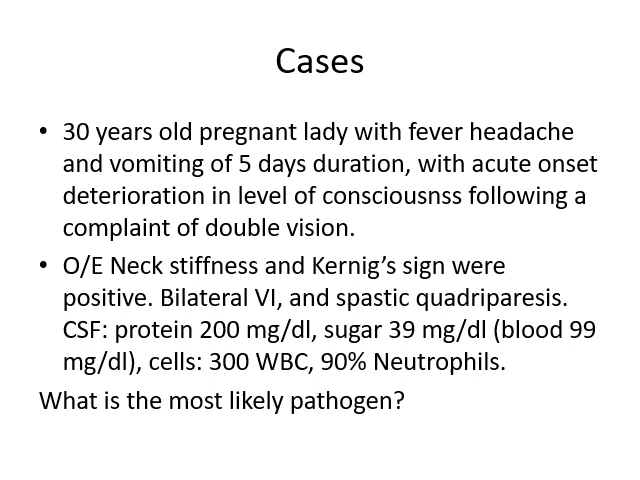 Cases
• 30 years old pregnant lady with fever headache
and vomiting of 5 days duration, with acute onset
deterioration in level of consciousnss following a
complaint of double vision.
• O/E Neck stiffness and Kernig’s sign were
positive. Bilateral VI, and spastic quadriparesis.
CSF: protein 200 mg/dl, sugar 39 mg/dl (blood 99
mg/dl), cells: 300 WBC, 90% Neutrophils.
What is the most likely pathogen?